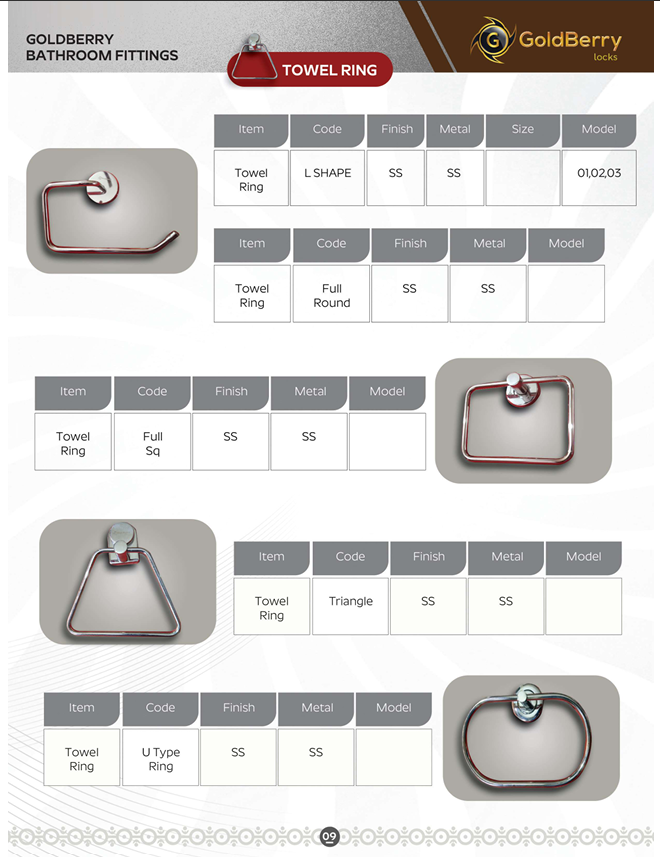 GOLDBERRY
BATHROOM FITTINGS
TOWEL RING
G
GoldBerry
locks
Item Code Finish Metal Size Model
Towel Ring L SHAPE SS SS 01,02,03
Item Code Finish Metal Model
Towel Ring Full Round SS SS
Item Code Finish Metal Model
Towel Ring Full Sq SS SS
Item Code Finish Metal Model
Towel Ring Triangle SS SS
Item Code Finish Metal Model
Towel Ring U Type Ring SS SS
09